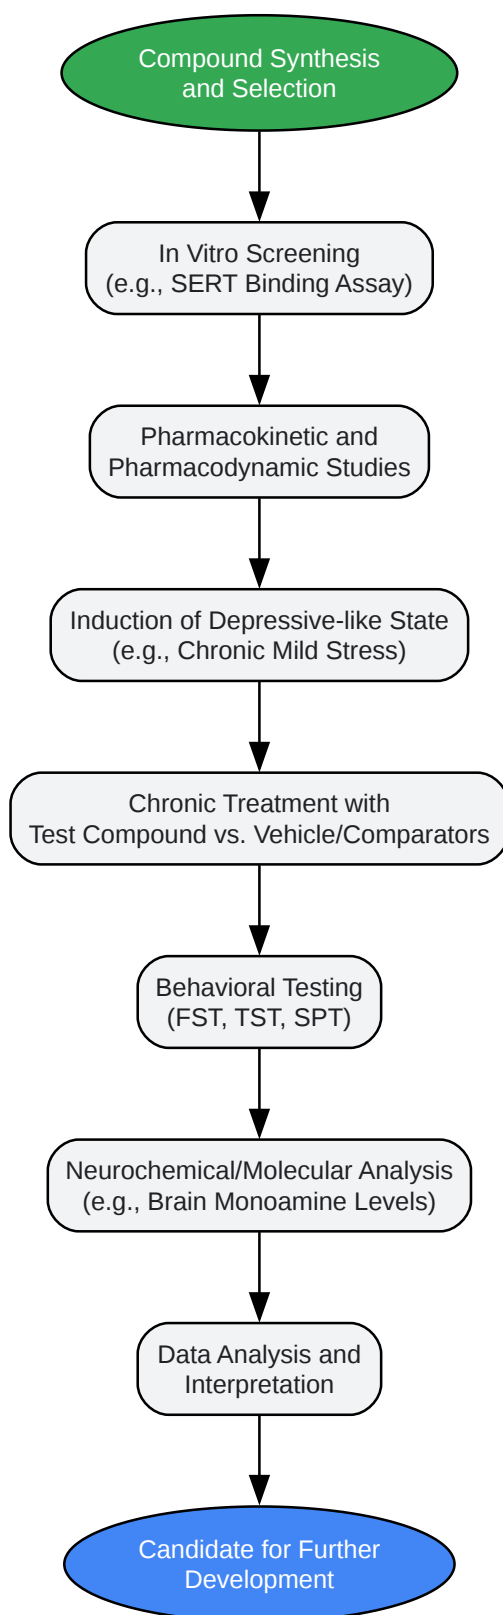 Compound Synthesis
and Selection
In Vitro Screening
(e.g., SERT Binding Assay)
Pharmacokinetic and
Pharmacodynamic Studies
Induction of Depressive-like State
(e.g., Chronic Mild Stress)
Chronic Treatment with
Test Compound vs. Vehicle/Comparators
Behavioral Testing
(FST, TST, SPT)
Neurochemical/Molecular Analysis
(e.g., Brain Monoamine Levels)
Data Analysis and
Interpretation
Candidate for Further
Development